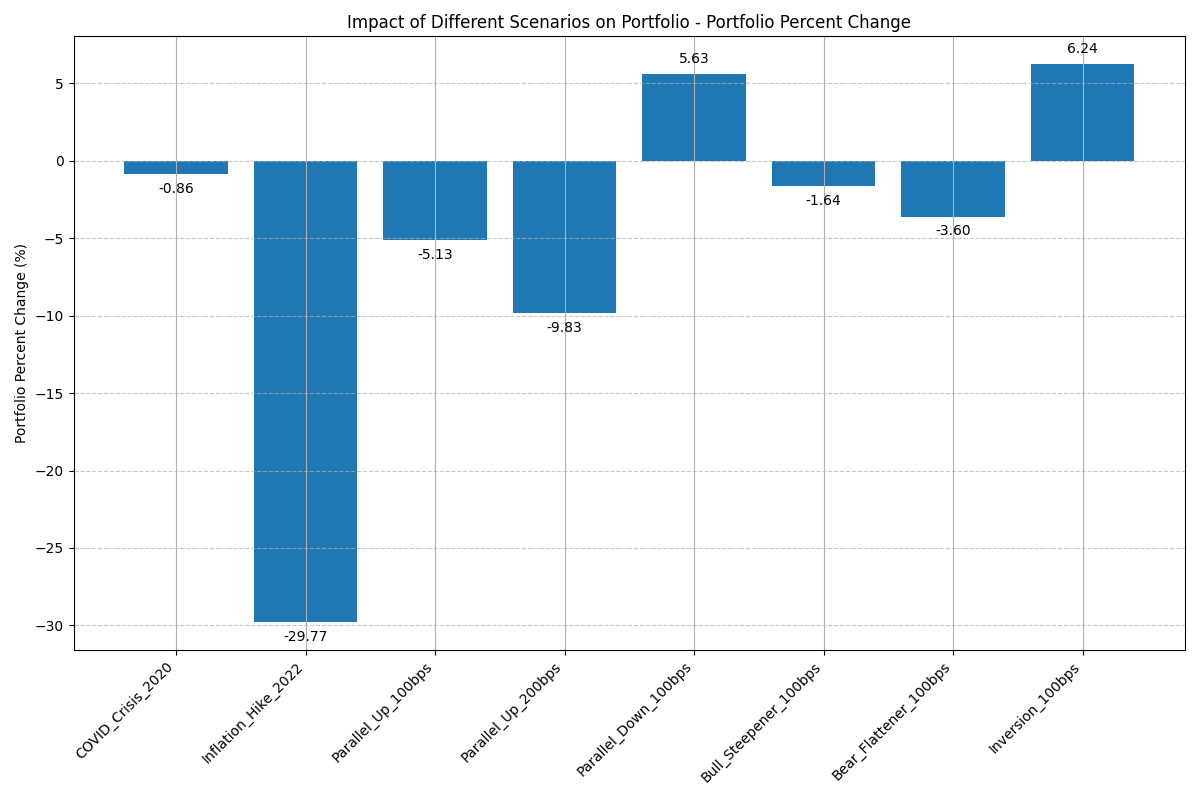 Impact of Different Scenarios on Portfolio - Portfolio Percent Change
Portfolio Percent Change (%)
5
0
−5
−10
−15
−20
−25
−30
-0.86
-29.77
-5.13
-9.83
5.63
-1.64
-3.60
6.24
COVID_Crisis_2020
Inflation_Hike_2022
Parallel_Up_100bps
Parallel_Up_200bps
Parallel_Down_100bps
Bull_Steepener_100bps
Bear_Flattener_100bps
Inversion_100bps